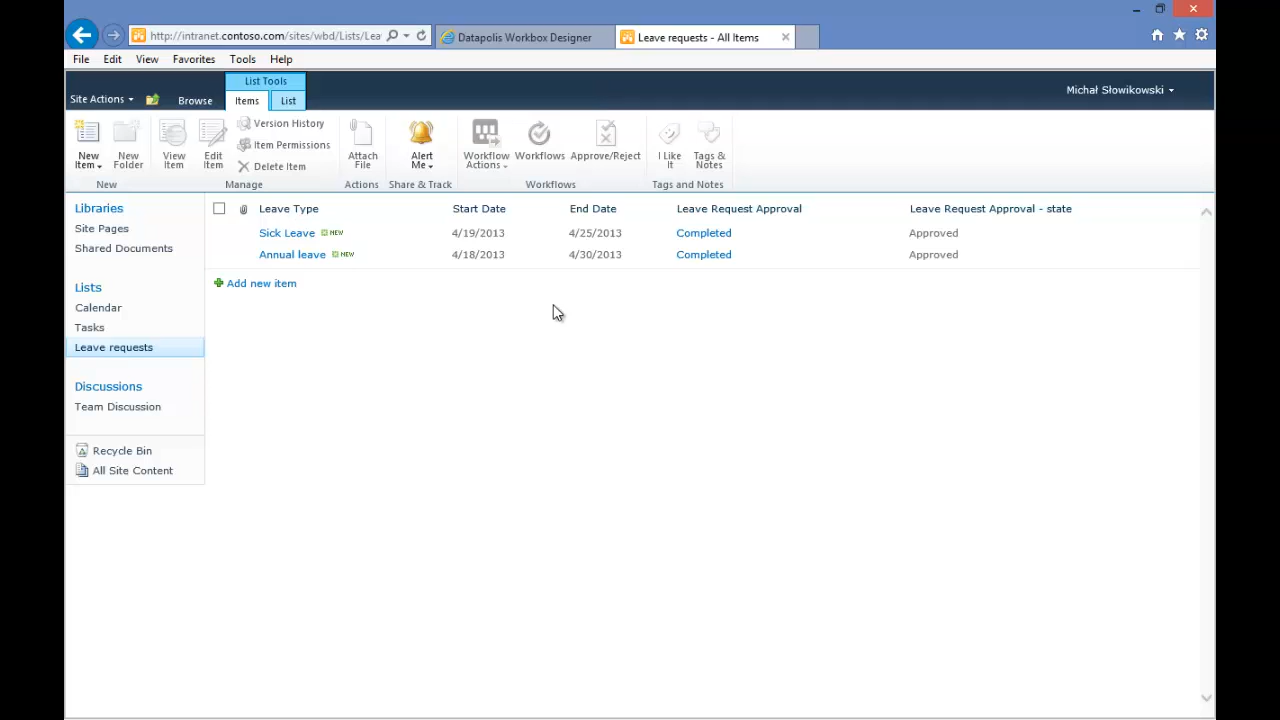 http://intranet.contoso.com/sites/wbd/Lists/Lea
Datapolis Workbox Designer
Leave requests - All Items
File Edit View Favorites Tools Help
List Tools
Site Actions
Browse
Items
List
Michał Słowikowski
New Item
New Folder
View Item
Edit Item
Version History
Item Permissions
Delete Item
Attach File
Alert Me
Workflow Actions
Workflows
Approve/Reject
I Like It
Tags & Notes
New
Manage
Actions
Share & Track
Workflows
Tags and Notes
Libraries
Site Pages
Shared Documents
Lists
Calendar
Tasks
Leave requests
Discussions
Team Discussion
Recycle Bin
All Site Content
Leave Type Start Date End Date Leave Request Approval Leave Request Approval - state
Sick Leave NEW 4/19/2013 4/25/2013 Completed Approved
Annual leave NEW 4/18/2013 4/30/2013 Completed Approved
Add new item